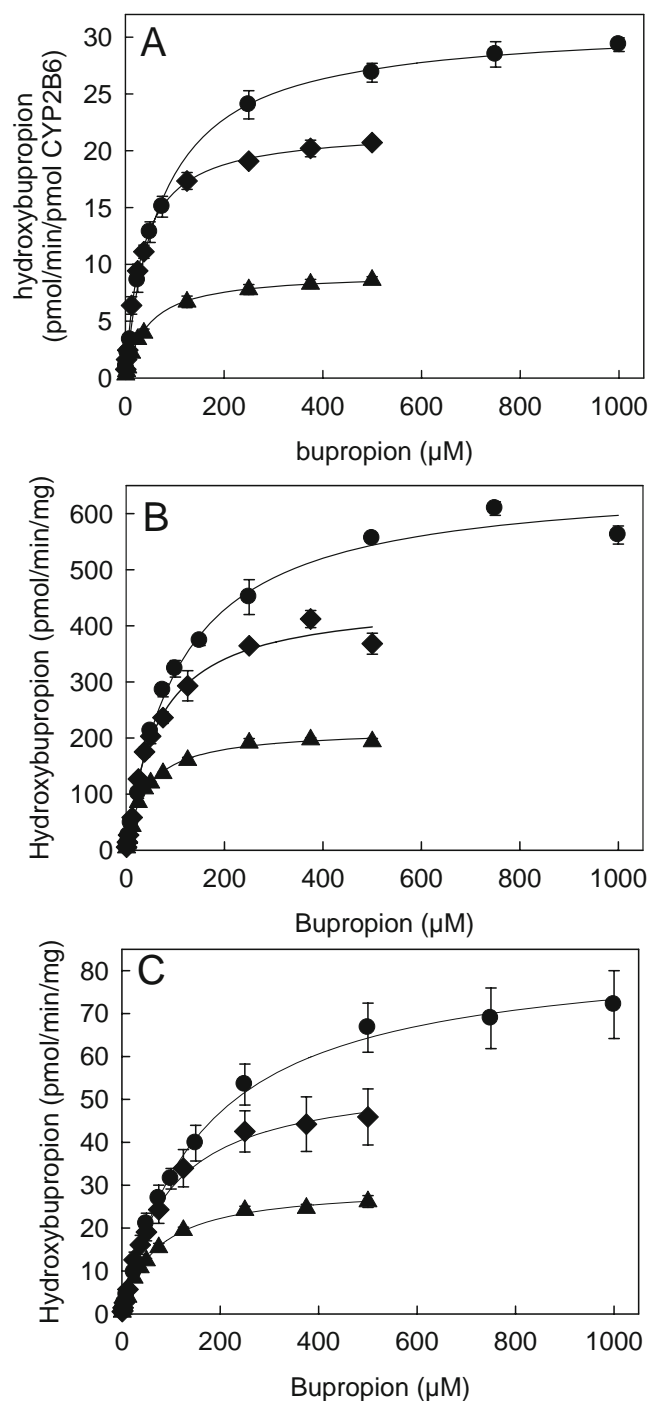 A
hydroxybupropion
(pmol/min/pmol CYP2B6)
30
25
20
15
10
5
0
0 200 400 600 800 1000
bupropion (µM)
B
Hydroxybupropion (pmol/min/mg)
600
500
400
300
200
100
0
0 200 400 600 800 1000
Bupropion (µM)
C
Hydroxybupropion (pmol/min/mg)
80
70
60
50
40
30
20
10
0
0 200 400 600 800 1000
Bupropion (µM)